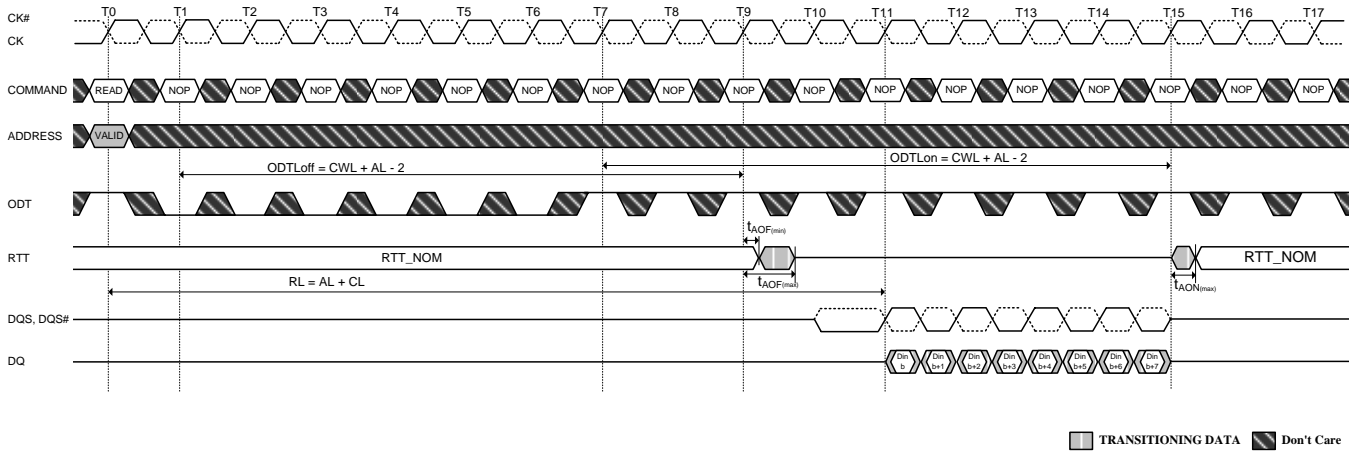 CK# T0 T1 T2 T3 T4 T5 T6 T7 T8 T9 T10 T11 T12 T13 T14 T15 T16 T17
CK
COMMAND READ NOP NOP NOP NOP NOP NOP NOP NOP NOP NOP NOP NOP NOP NOP NOP NOP NOP
ADDRESS VALID
ODTLoff = CWL + AL - 2 ODTLon = CWL + AL - 2
ODT
tAOF(min)
RTT RTT_NOM RTT_NOM
tAOF(max) tAON(max)
RL = AL + CL
DQS, DQS#
DQ Din b Din b+1 Din b+2 Din b+3 Din b+4 Din b+5 Din b+6 Din b+7
TRANSITIONING DATA Don't Care